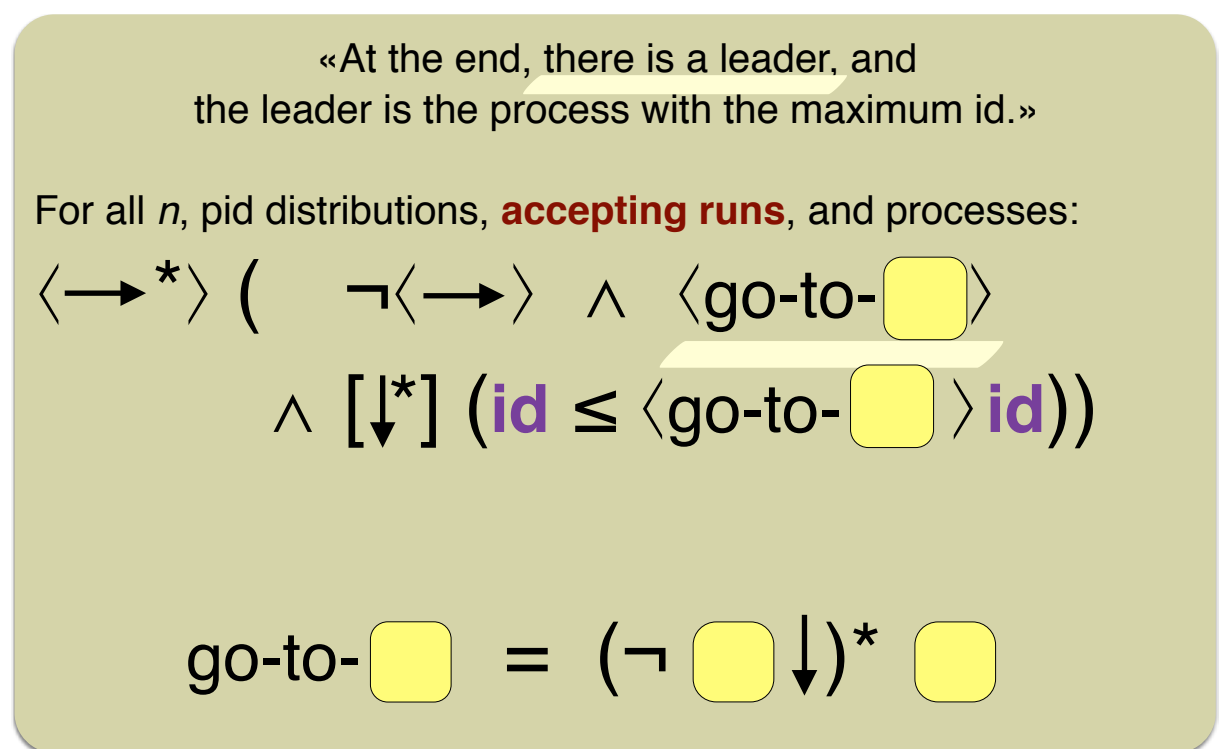 «At the end, there is a leader, and
the leader is the process with the maximum id.»
For all n, pid distributions, accepting runs, and processes:
⟨→*⟩ ( ¬⟨→⟩ ∧ ⟨go-to-🟨⟩
∧ [↓*] (id ≤ ⟨go-to-🟨⟩id))
go-to-🟨 = (¬ 🟨↓)* 🟨